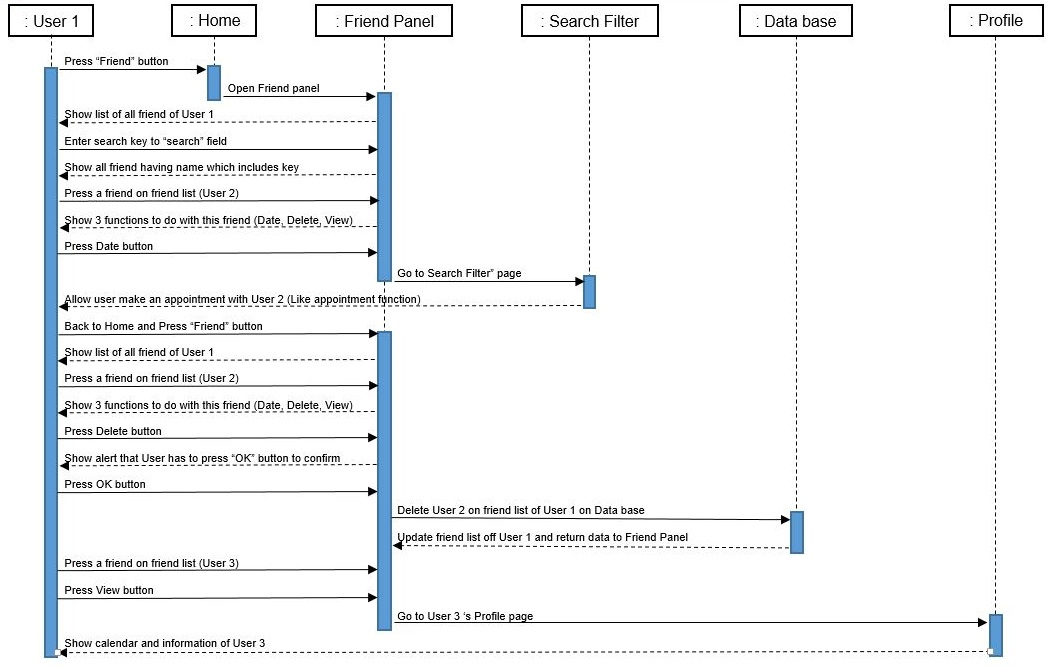 : User 1
: Home
: Friend Panel
: Search Filter
: Data base
: Profile
Press “Friend” button
Open Friend panel
Show list of all friend of User 1
Enter search key to “search” field
Show all friend having name which includes key
Press a friend on friend list (User 2)
Show 3 functions to do with this friend (Date, Delete, View)
Press Date button
Go to Search Filter” page
Allow user make an appointment with User 2 (Like appointment function)
Back to Home and Press “Friend” button
Show list of all friend of User 1
Press a friend on friend list (User 2)
Show 3 functions to do with this friend (Date, Delete, View)
Press Delete button
Show alert that User has to press “OK” button to confirm
Press OK button
Delete User 2 on friend list of User 1 on Data base
Update friend list off User 1 and return data to Friend Panel
Press a friend on friend list (User 3)
Press View button
Go to User 3 ‘s Profile page
Show calendar and information of User 3